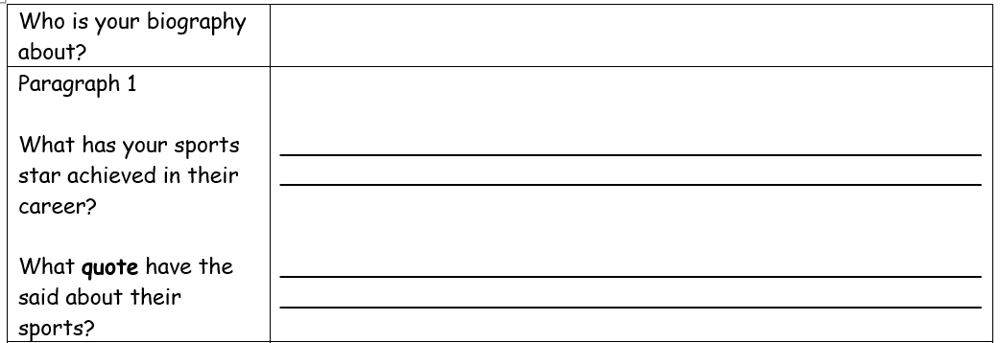 Who is your biography
about?
Paragraph 1
What has your sports
star achieved in their
career?
What quote have the
said about their
sports?